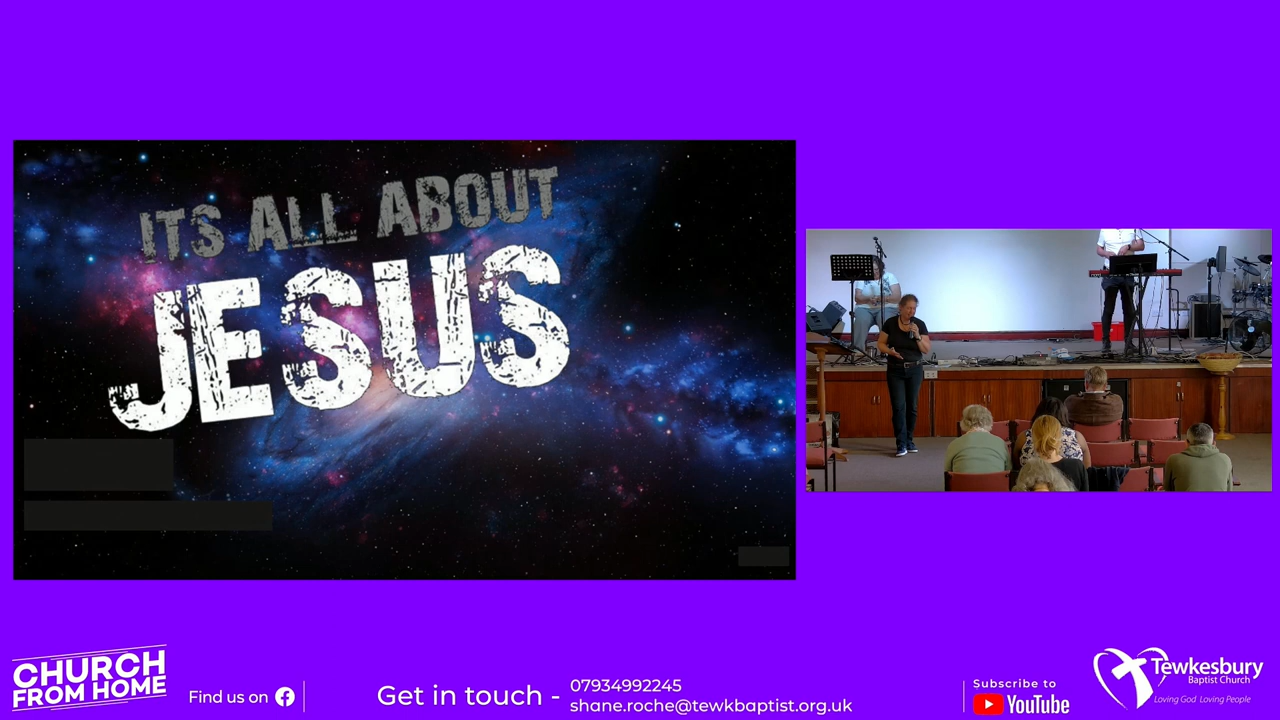 ITS ALL ABOUT
JESUS
CHURCH
FROM HOME
Find us on
Get in touch -
07934992245
shane.roche@tewkbaptist.org.uk
Subscribe to
YouTube
Tewkesbury
Baptist Church
Loving God Loving People